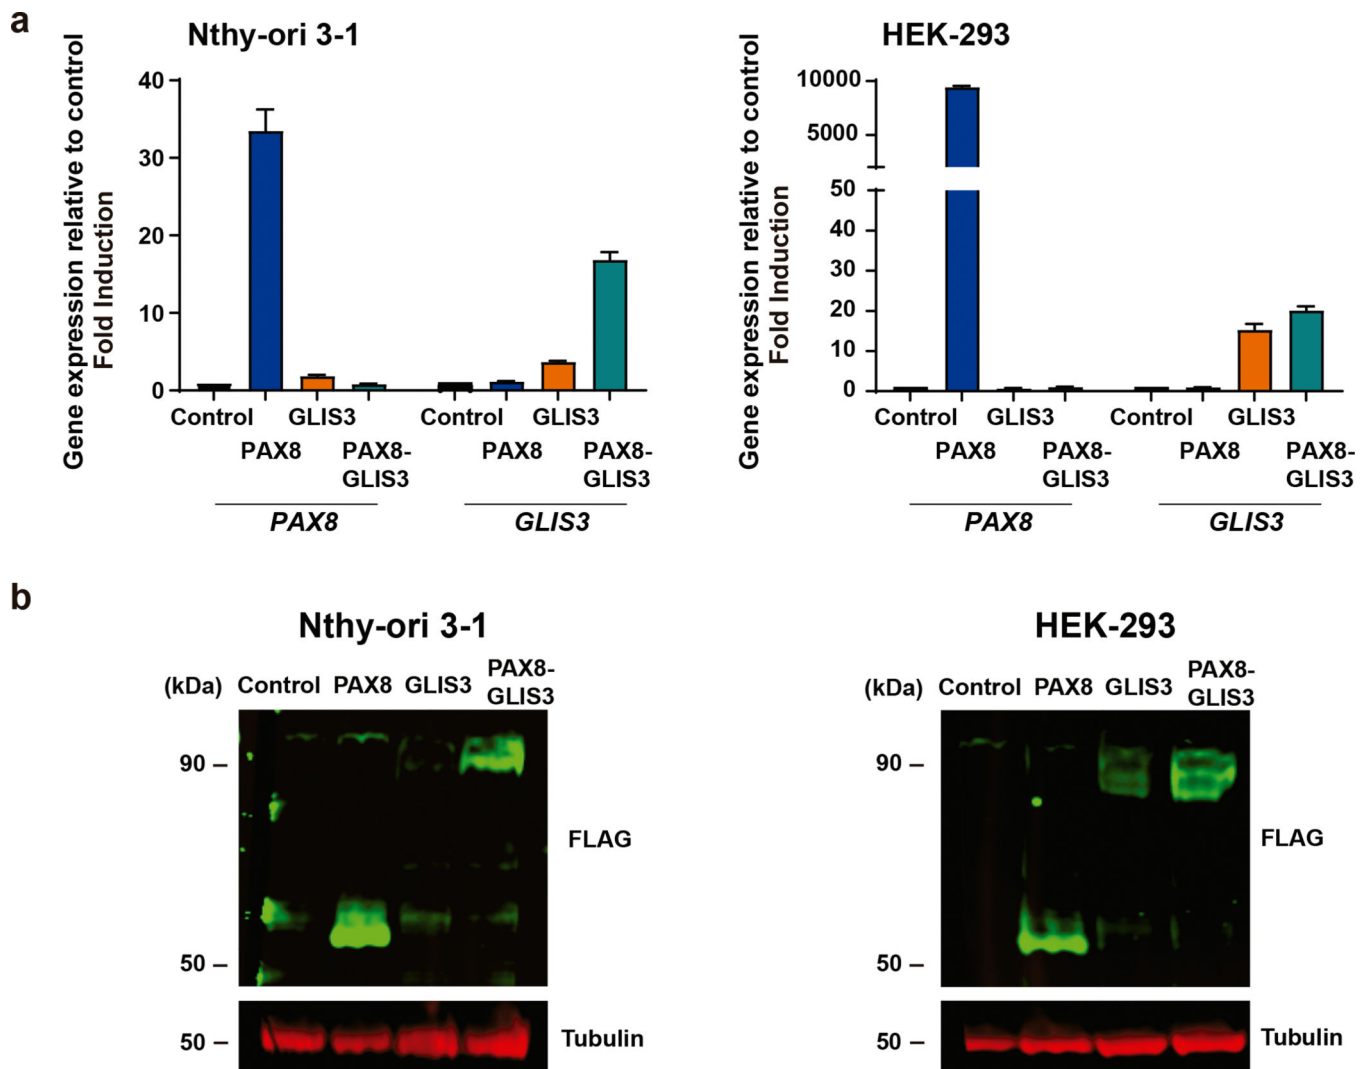 a
Nthy-ori 3-1
Gene expression relative to control
Fold Induction
40
30
20
10
0
Control GLIS3 Control GLIS3
PAX8 PAX8- PAX8 PAX8-
GLIS3 GLIS3
PAX8 GLIS3
HEK-293
Gene expression relative to control
Fold Induction
10000
5000
50
40
30
20
10
0
Control GLIS3 Control GLIS3
PAX8 PAX8- PAX8 PAX8-
GLIS3 GLIS3
PAX8 GLIS3
b
Nthy-ori 3-1
(kDa) Control PAX8 GLIS3 PAX8-
GLIS3
90
FLAG
50
50
Tubulin
HEK-293
(kDa) Control PAX8 GLIS3 PAX8-
GLIS3
90
FLAG
50
50
Tubulin